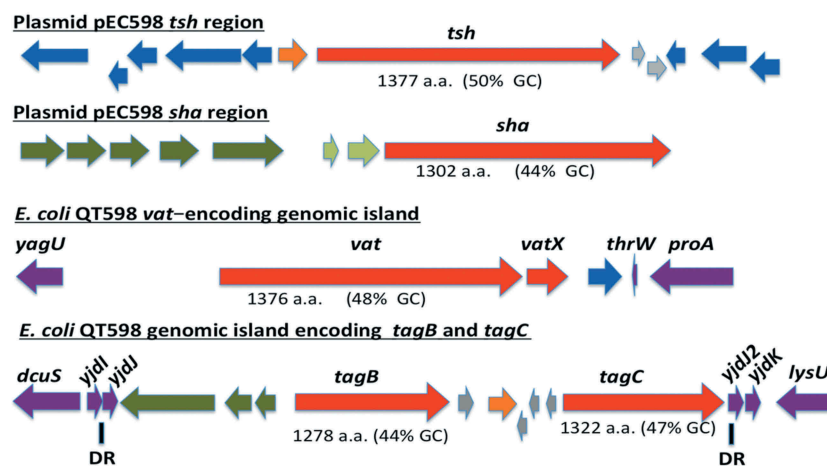 Plasmid pEC598 tsh region
tsh
1377 a.a. (50% GC)
Plasmid pEC598 sha region
sha
1302 a.a. (44% GC)
E. coli QT598 vat−encoding genomic island
yagU vat vatX thrW proA
1376 a.a. (48% GC)
E. coli QT598 genomic island encoding tagB and tagC
dcuS yjdI yjdJ tagB tagC yjdJ2 yjdK lysU
1278 a.a. (44% GC) 1322 a.a. (47% GC)
DR DR